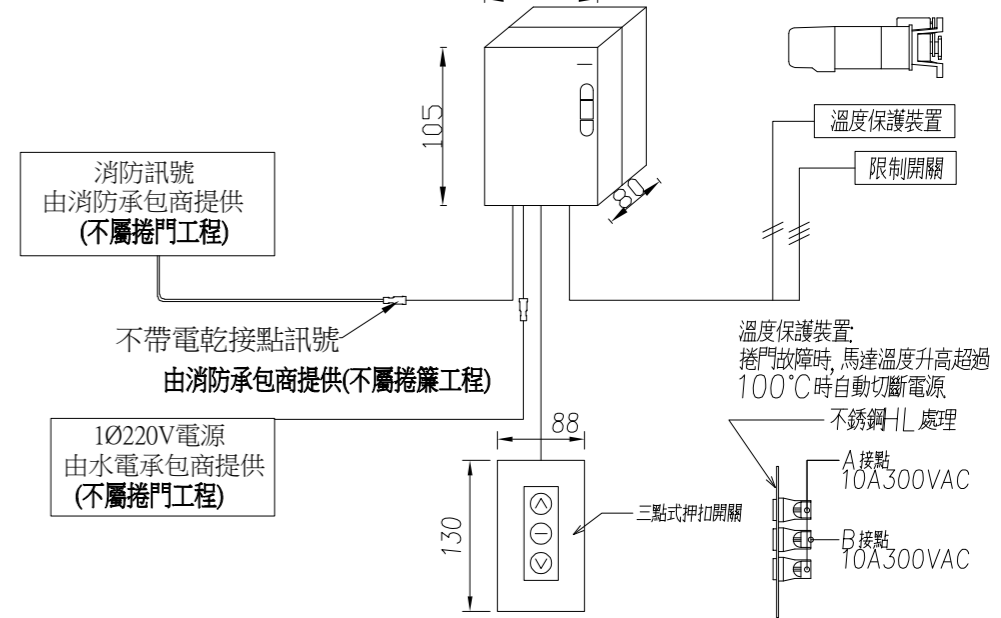 105
80
溫度保護裝置
限制開關
消防訊號
由消防承包商提供
(不屬捲門工程)
不帶電乾接點訊號
由消防承包商提供(不屬捲簾工程)
溫度保護裝置:
捲門故障時, 馬達溫度升高超過
100°C時自動切斷電源
不銹鋼HL處理
1Ø220V電源
由水電承包商提供
(不屬捲門工程)
88
130
三點式押扣開關
A接點
10A300VAC
B接點
10A300VAC